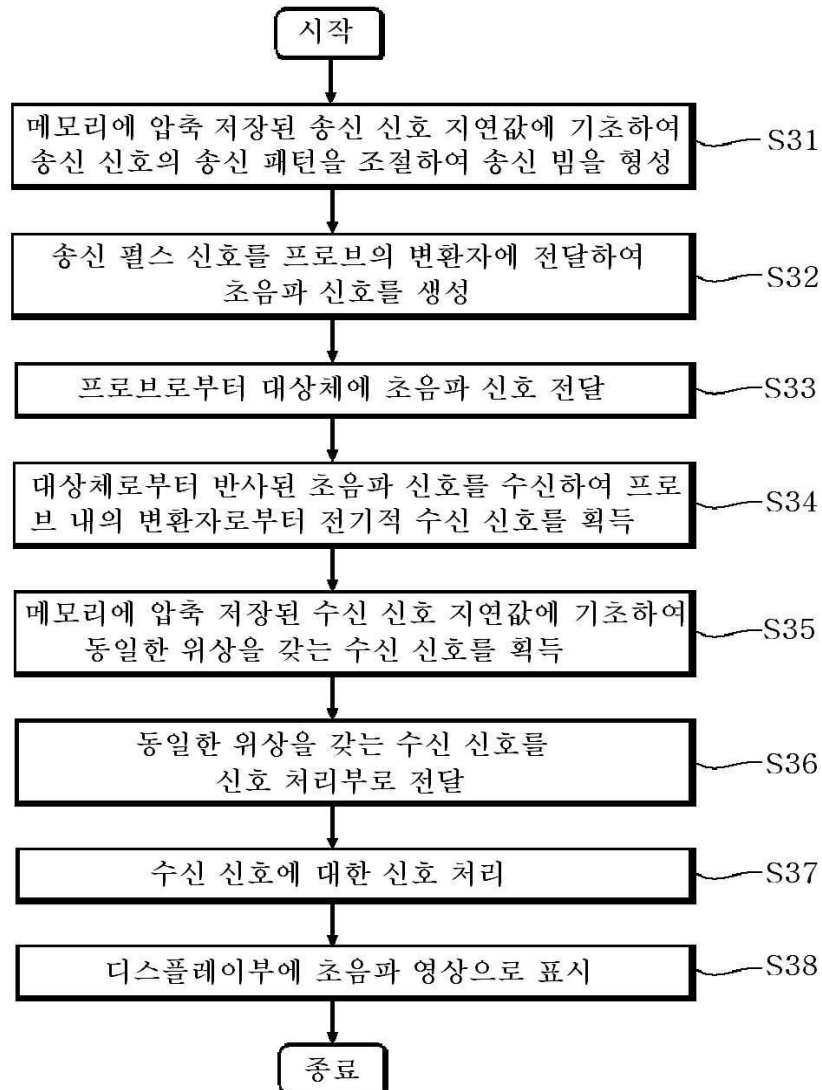 시작
메모리에 압축 저장된 송신 신호 지연값에 기초하여
송신 신호의 송신 패턴을 조절하여 송신 빔을 형성
S31
송신 펄스 신호를 프로브의 변환자에 전달하여
초음파 신호를 생성
S32
프로브로부터 대상체에 초음파 신호 전달
S33
대상체로부터 반사된 초음파 신호를 수신하여 프로
브 내의 변환자로부터 전기적 수신 신호를 획득
S34
메모리에 압축 저장된 수신 신호 지연값에 기초하여
동일한 위상을 갖는 수신 신호를 획득
S35
동일한 위상을 갖는 수신 신호를
신호 처리부로 전달
S36
수신 신호에 대한 신호 처리
S37
디스플레이부에 초음파 영상으로 표시
S38
종료